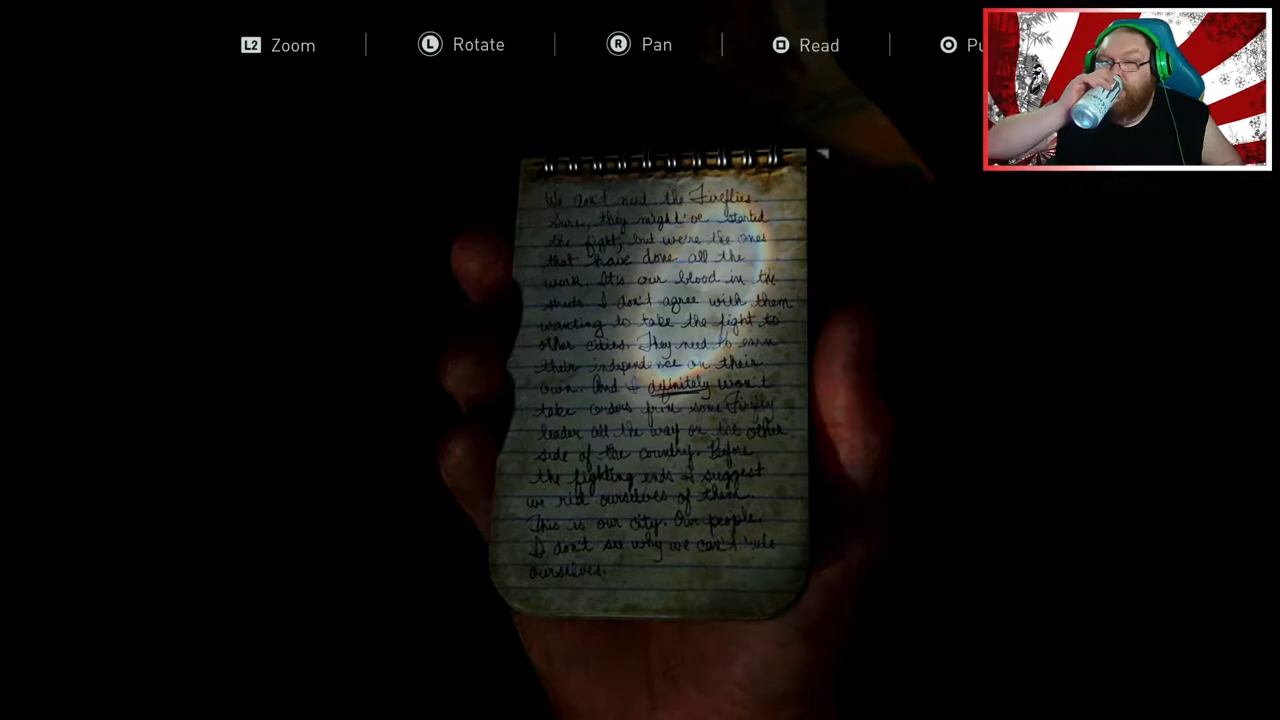 L2 Zoom
L Rotate
R Pan
Read
Pu
We don't need the Fireflies.
Sure, they might've started
the fight, but we're the ones
that have done all the
work. It's our blood in the
streets. I don't agree with them
wanting to take the fight to
other cities. They need to earn
their independence on their
own. And I definitely won't
take orders from some Firefly
leader all the way on the other
side of the country. Before
the fighting ends I suggest
we rid ourselves of them.
This is our city. Our people.
I don't see why we can't rule
ourselves.